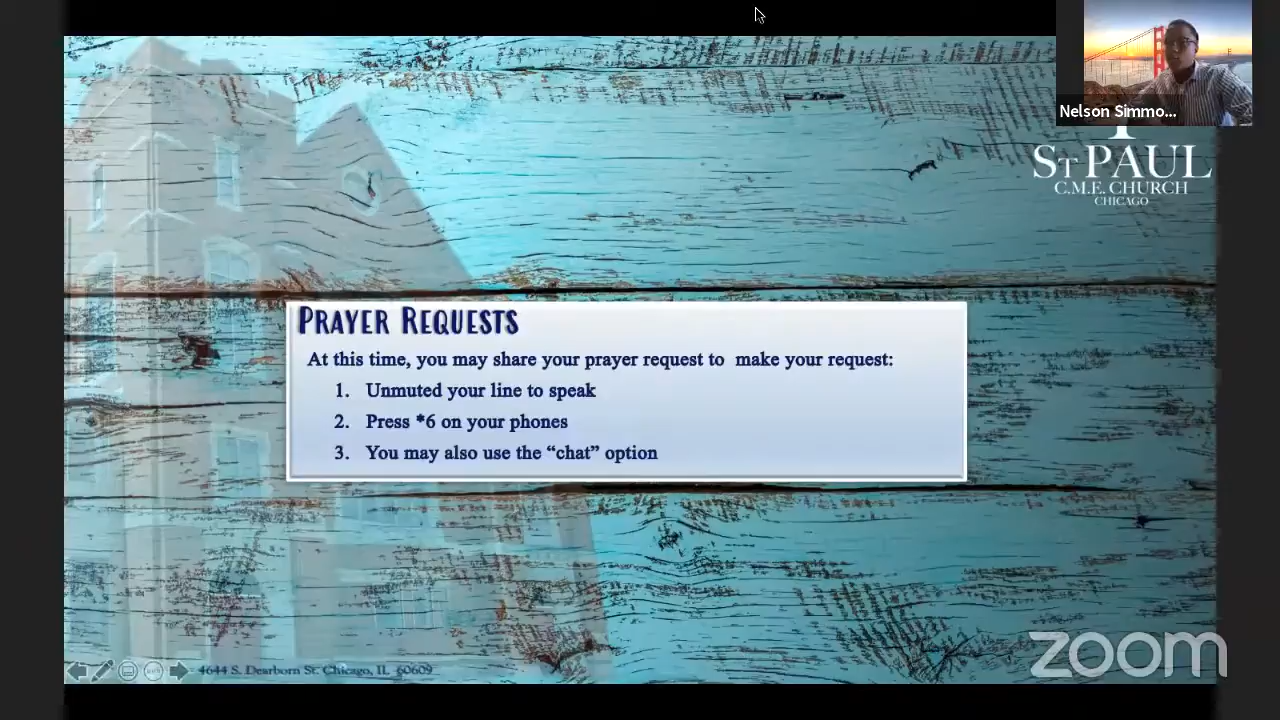 Nelson Simmo...
ST PAUL
C.M.E. CHURCH
CHICAGO
PRAYER REQUESTS
At this time, you may share your prayer request to make your request:
1. Unmuted your line to speak
2. Press *6 on your phones
3. You may also use the “chat” option
zoom
4644 S. Dearborn St. Chicago, IL 60609